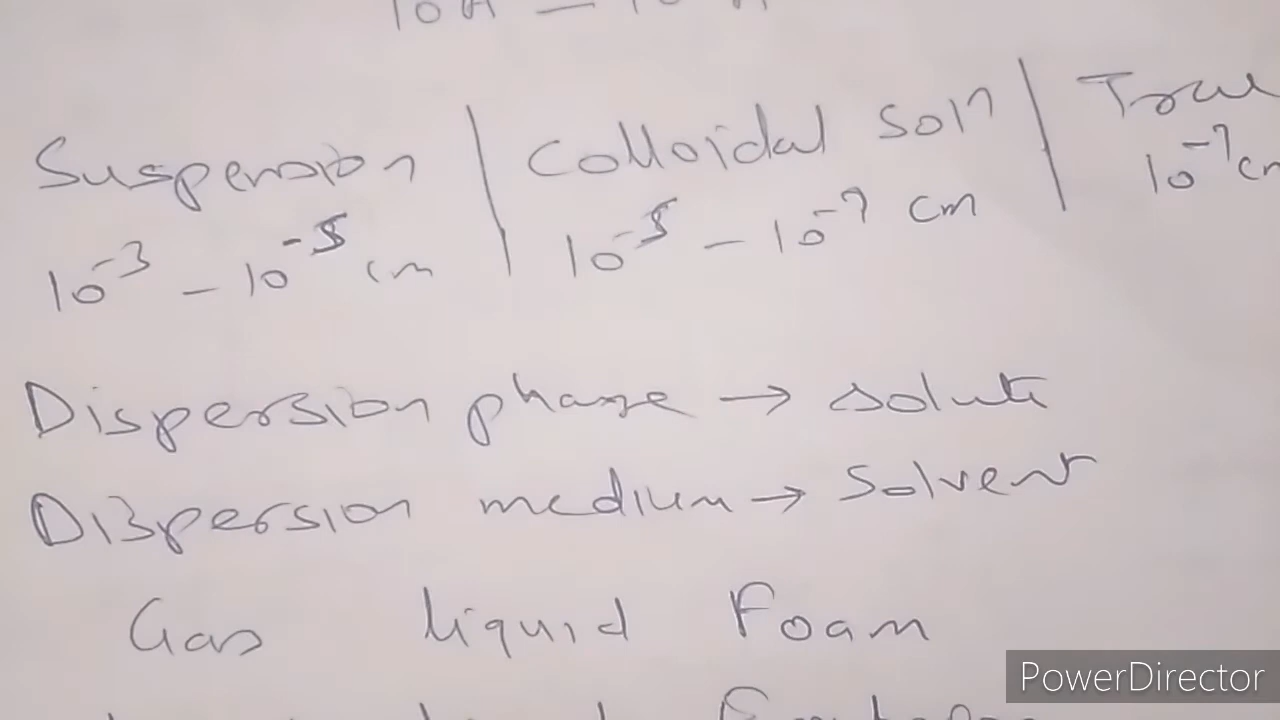 Suspension | Colloidal soln | True
10⁻³ – 10⁻⁵ cm 10⁻⁵ – 10⁻⁷ cm 10⁻⁷ cm
Dispersion phase → solute
Dispersion medium → Solvent
Gas liquid Foam
PowerDirector